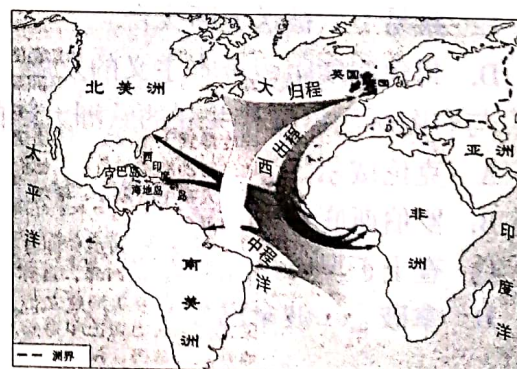 英国
北美洲
大西洋
归程
出程
中程
亚洲
太平洋
古巴岛
海地岛
西印度群岛
非洲
印度洋
南美洲
洲界